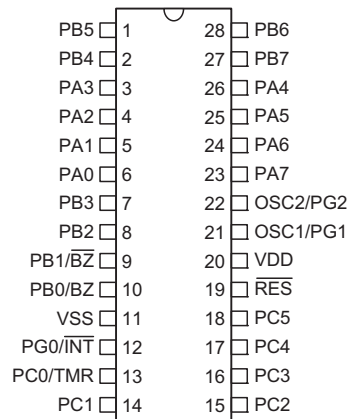 PB5 1 28 PB6
PB4 2 27 PB7
PA3 3 26 PA4
PA2 4 25 PA5
PA1 5 24 PA6
PA0 6 23 PA7
PB3 7 22 OSC2/PG2
PB2 8 21 OSC1/PG1
PB1/B̅Z̅ 9 20 VDD
PB0/BZ 10 19 R̅E̅S̅
VSS 11 18 PC5
PG0/I̅N̅T̅ 12 17 PC4
PC0/TMR 13 16 PC3
PC1 14 15 PC2